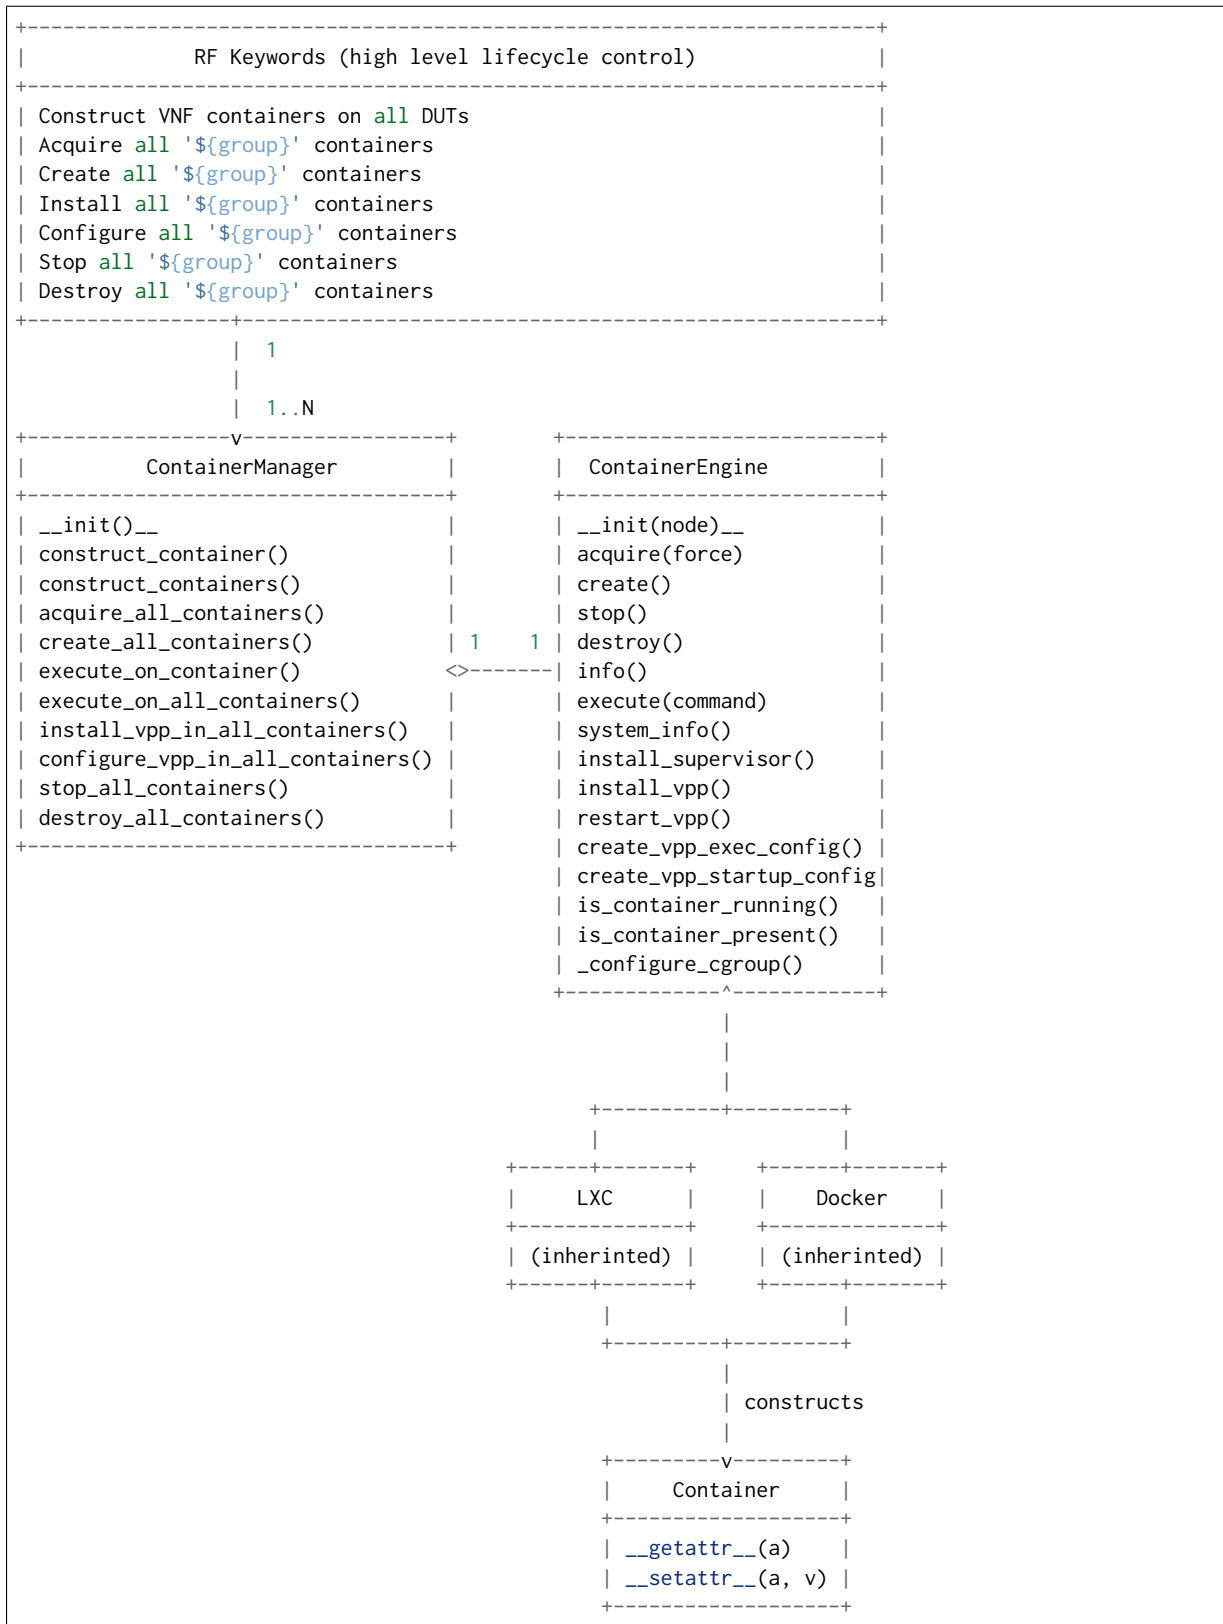 +-----------------------------------------------------------------------+
|              RF Keywords (high level lifecycle control)               |
+-----------------------------------------------------------------------+
| Construct VNF containers on all DUTs                                  |
| Acquire all '${group}' containers                                     |
| Create all '${group}' containers                                      |
| Install all '${group}' containers                                     |
| Configure all '${group}' containers                                   |
| Stop all '${group}' containers                                        |
| Destroy all '${group}' containers                                     |
+-----------------+-----------------------------------------------------+
                  |  1
                  |
                  |  1..N
+-----------------v-----------------+        +--------------------------+
|          ContainerManager         |        |  ContainerEngine         |
+-----------------------------------+        +--------------------------+
| __init()__                        |        | __init(node)__           |
| construct_container()             |        | acquire(force)           |
| construct_containers()            |        | create()                 |
| acquire_all_containers()          |        | stop()                   |
| create_all_containers()           | 1    1 | destroy()                |
| execute_on_container()            <>-------| info()                   |
| execute_on_all_containers()       |        | execute(command)         |
| install_vpp_in_all_containers()   |        | system_info()            |
| configure_vpp_in_all_containers() |        | install_supervisor()     |
| stop_all_containers()             |        | install_vpp()            |
| destroy_all_containers()          |        | restart_vpp()            |
+-----------------------------------+        | create_vpp_exec_config() |
                                             | create_vpp_startup_config|
                                             | is_container_running()   |
                                             | is_container_present()   |
                                             | _configure_cgroup()      |
                                             +-------------^------------+
                                                           |
                                                           |
                                                           |
                                                +----------+---------+
                                                |                    |
                                         +------+-------+     +------+-------+
                                         |     LXC      |     |    Docker    |
                                         +--------------+     +--------------+
                                         | (inherinted) |     | (inherinted) |
                                         +------+-------+     +------+-------+
                                                 |                   |
                                                 +---------+---------+
                                                           |
                                                           | constructs
                                                           |
                                                 +---------v---------+
                                                 |     Container     |
                                                 +-------------------+
                                                 | __getattr__(a)    |
                                                 | __setattr__(a, v) |
                                                 +-------------------+